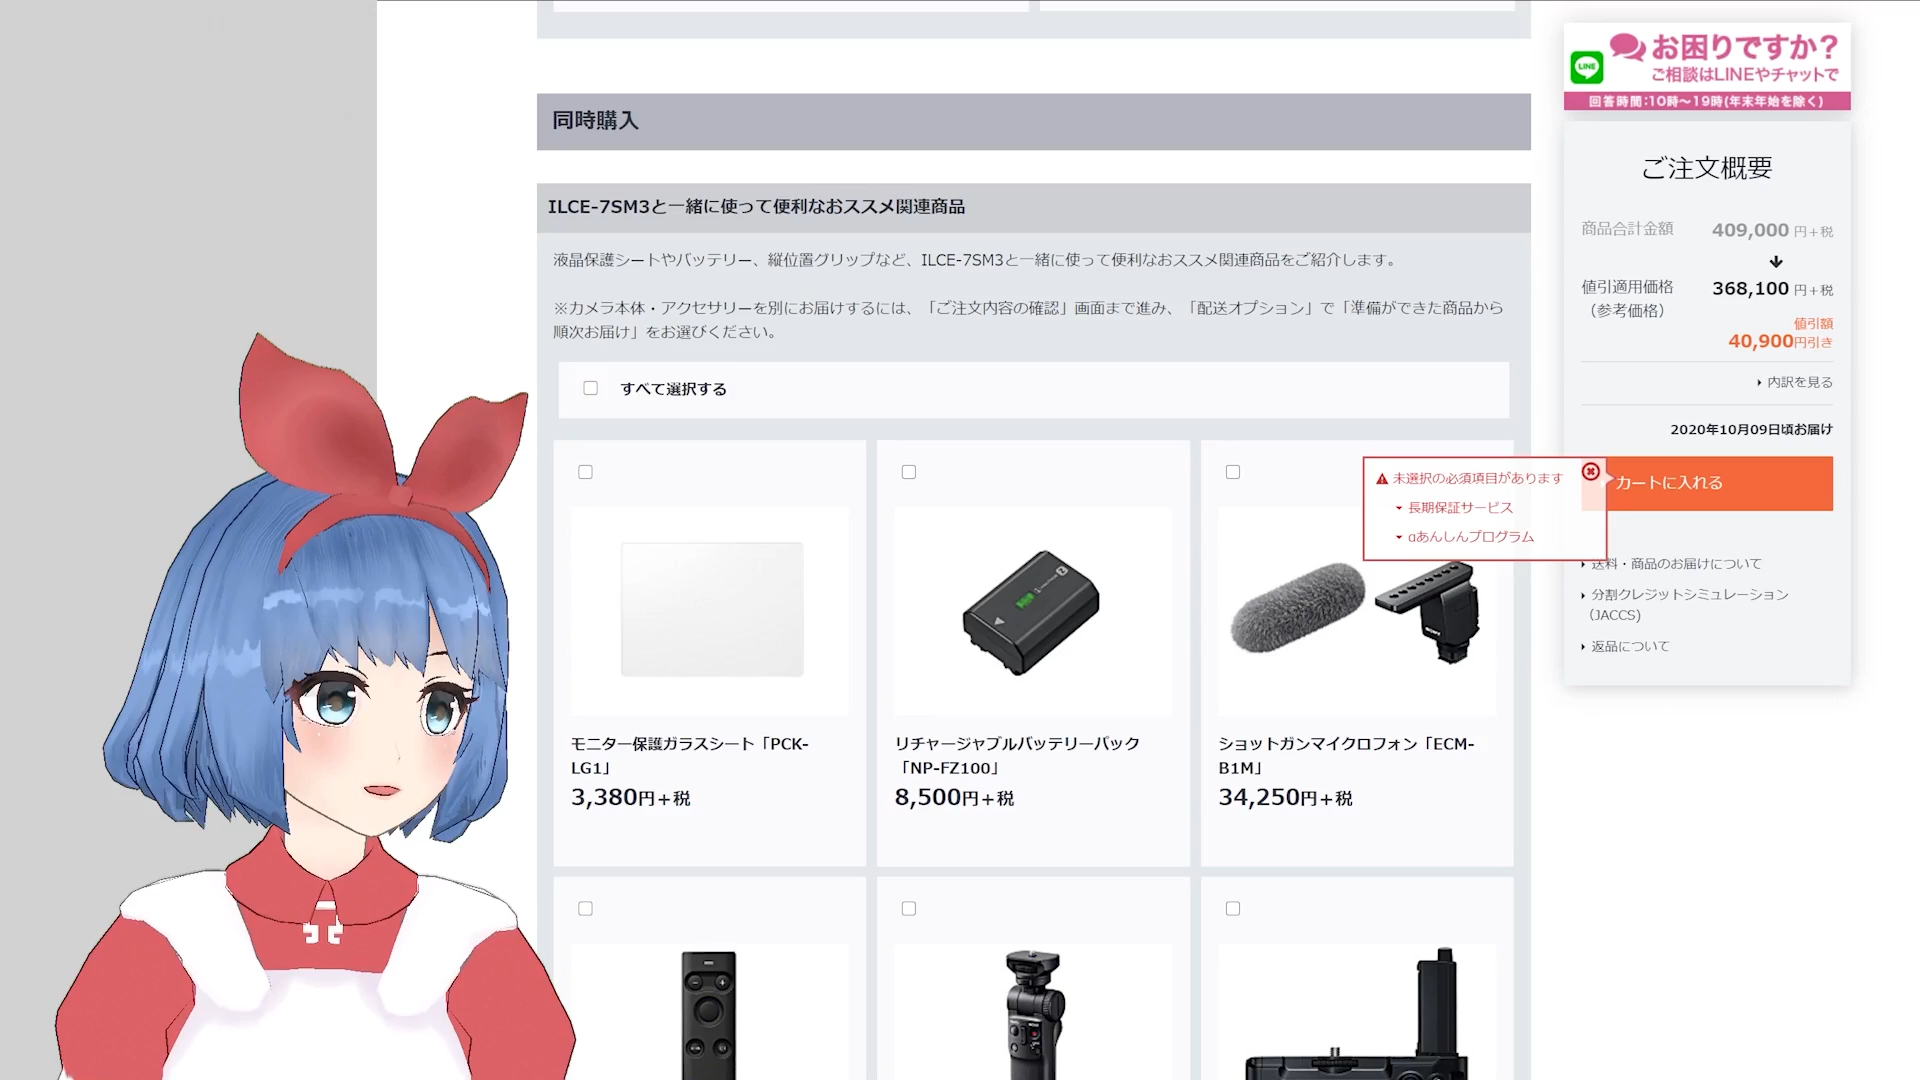 お困りですか?
LINE
ご相談はLINEやチャットで
回答時間:10時～19時(年末年始を除く)
同時購入
ILCE-7SM3と一緒に使って便利なおススメ関連商品
液晶保護シートやバッテリー、縦位置グリップなど、ILCE-7SM3と一緒に使って便利なおススメ関連商品をご紹介します。
※カメラ本体・アクセサリーを別にお届けするには、「ご注文内容の確認」画面まで進み、「配送オプション」で「準備ができた商品から
順次お届け」をお選びください。
すべて選択する
モニター保護ガラスシート「PCK-
LG1」
3,380円+税
リチャージャブルバッテリーパック
「NP-FZ100」
8,500円+税
SONY
ショットガンマイクロフォン「ECM-
B1M」
34,250円+税
ご注文概要
商品合計金額 409,000 円+税
値引適用価格 368,100 円+税
（参考価格）
値引額
40,900円引き
内訳を見る
2020年10月09日頃お届け
カートに入れる
未選択の必須項目があります
長期保証サービス
αあんしんプログラム
送料・商品のお届けについて
分割クレジットシミュレーション
（JACCS)
返品について